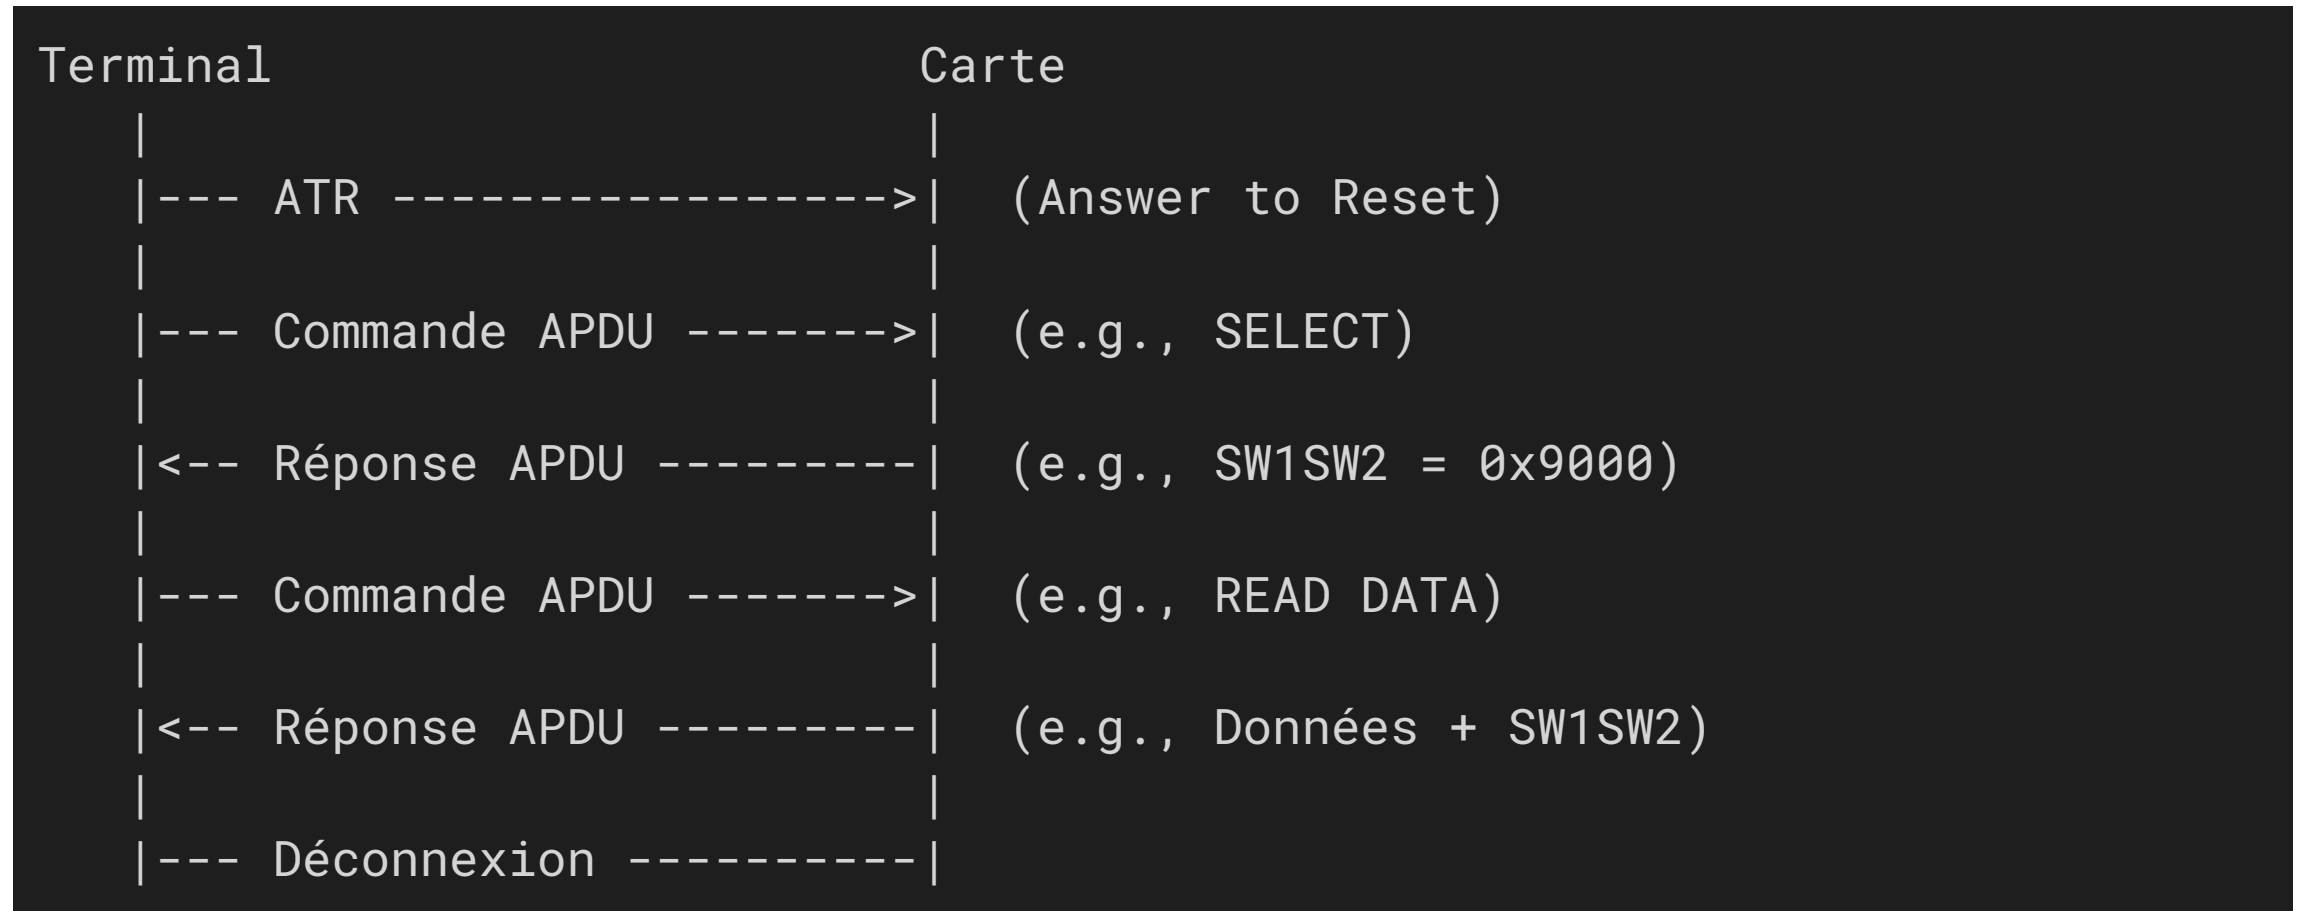 Terminal                      Carte
   |                          |
   |--- ATR ----------------->|  (Answer to Reset)
   |                          |
   |--- Commande APDU ------->|  (e.g., SELECT)
   |                          |
   |<-- Réponse APDU ---------|  (e.g., SW1SW2 = 0x9000)
   |                          |
   |--- Commande APDU ------->|  (e.g., READ DATA)
   |                          |
   |<-- Réponse APDU ---------|  (e.g., Données + SW1SW2)
   |                          |
   |--- Déconnexion ----------|